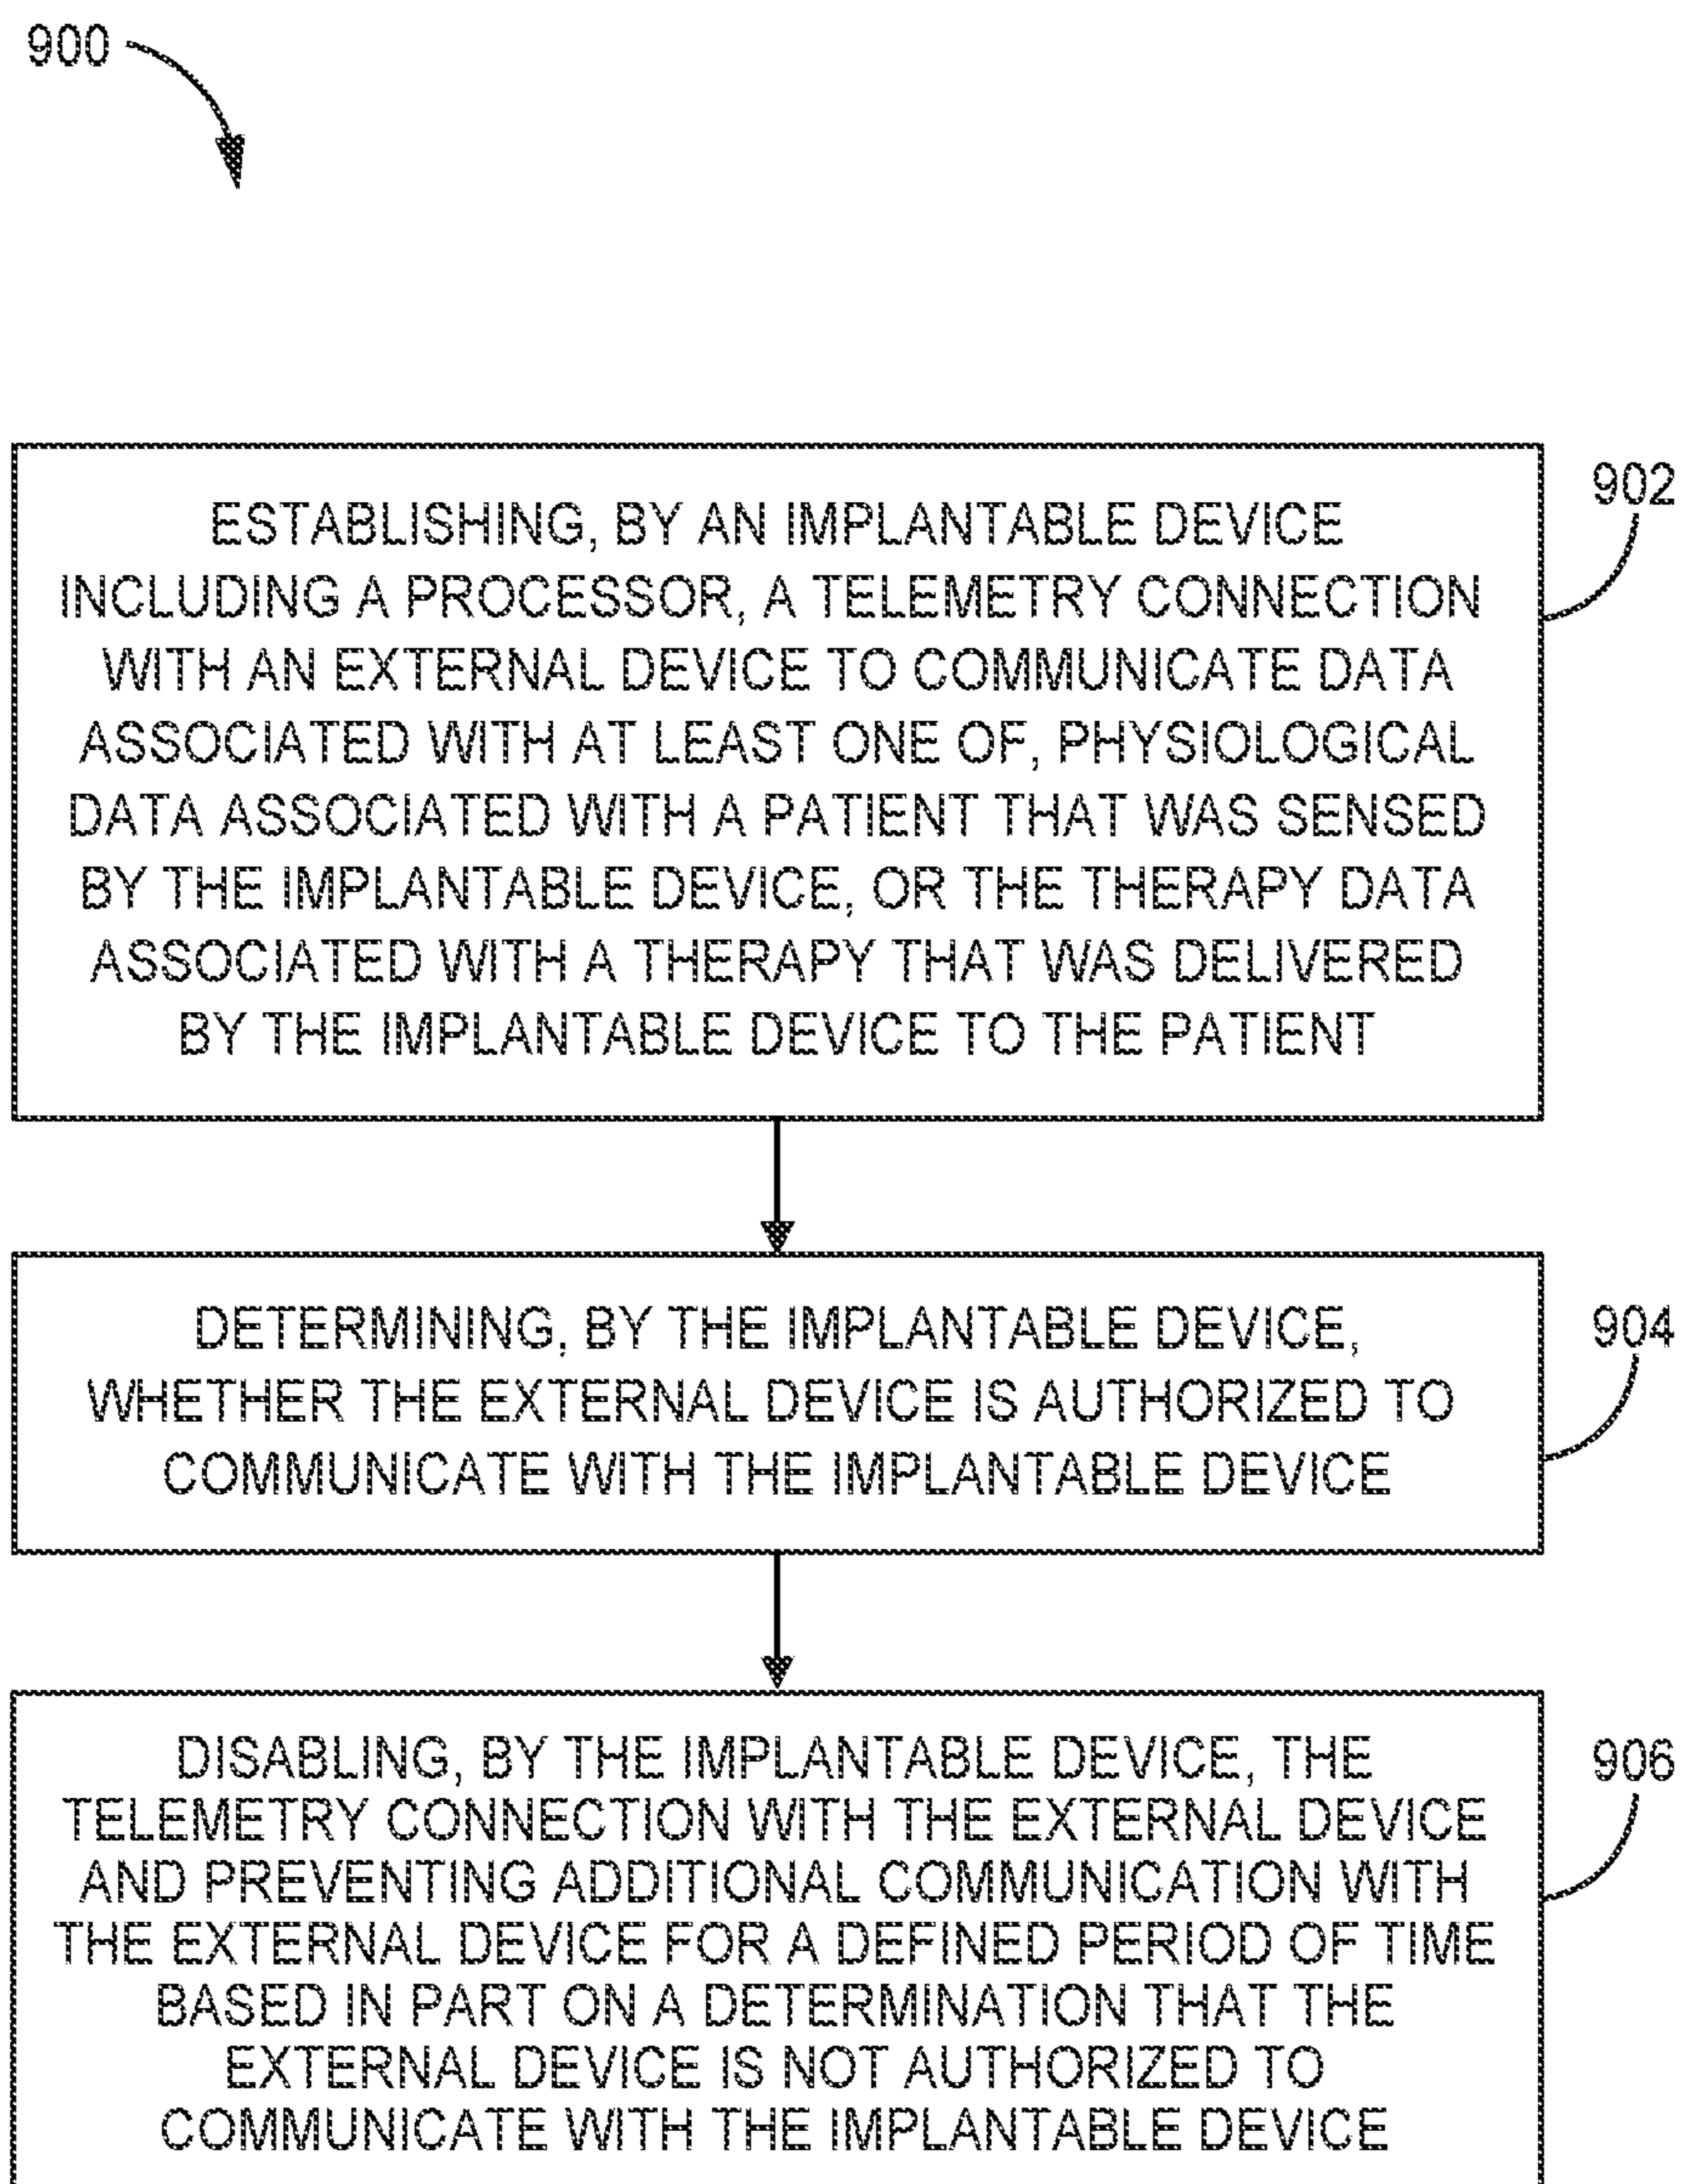 900
902
ESTABLISHING, BY AN IMPLANTABLE DEVICE
INCLUDING A PROCESSOR, A TELEMETRY CONNECTION
WITH AN EXTERNAL DEVICE TO COMMUNICATE DATA
ASSOCIATED WITH AT LEAST ONE OF, PHYSIOLOGICAL
DATA ASSOCIATED WITH A PATIENT THAT WAS SENSED
BY THE IMPLANTABLE DEVICE, OR THE THERAPY DATA
ASSOCIATED WITH A THERAPY THAT WAS DELIVERED
BY THE IMPLANTABLE DEVICE TO THE PATIENT
904
DETERMINING, BY THE IMPLANTABLE DEVICE,
WHETHER THE EXTERNAL DEVICE IS AUTHORIZED TO
COMMUNICATE WITH THE IMPLANTABLE DEVICE
906
DISABLING, BY THE IMPLANTABLE DEVICE, THE
TELEMETRY CONNECTION WITH THE EXTERNAL DEVICE
AND PREVENTING ADDITIONAL COMMUNICATION WITH
THE EXTERNAL DEVICE FOR A DEFINED PERIOD OF TIME
BASED IN PART ON A DETERMINATION THAT THE
EXTERNAL DEVICE IS NOT AUTHORIZED TO
COMMUNICATE WITH THE IMPLANTABLE DEVICE